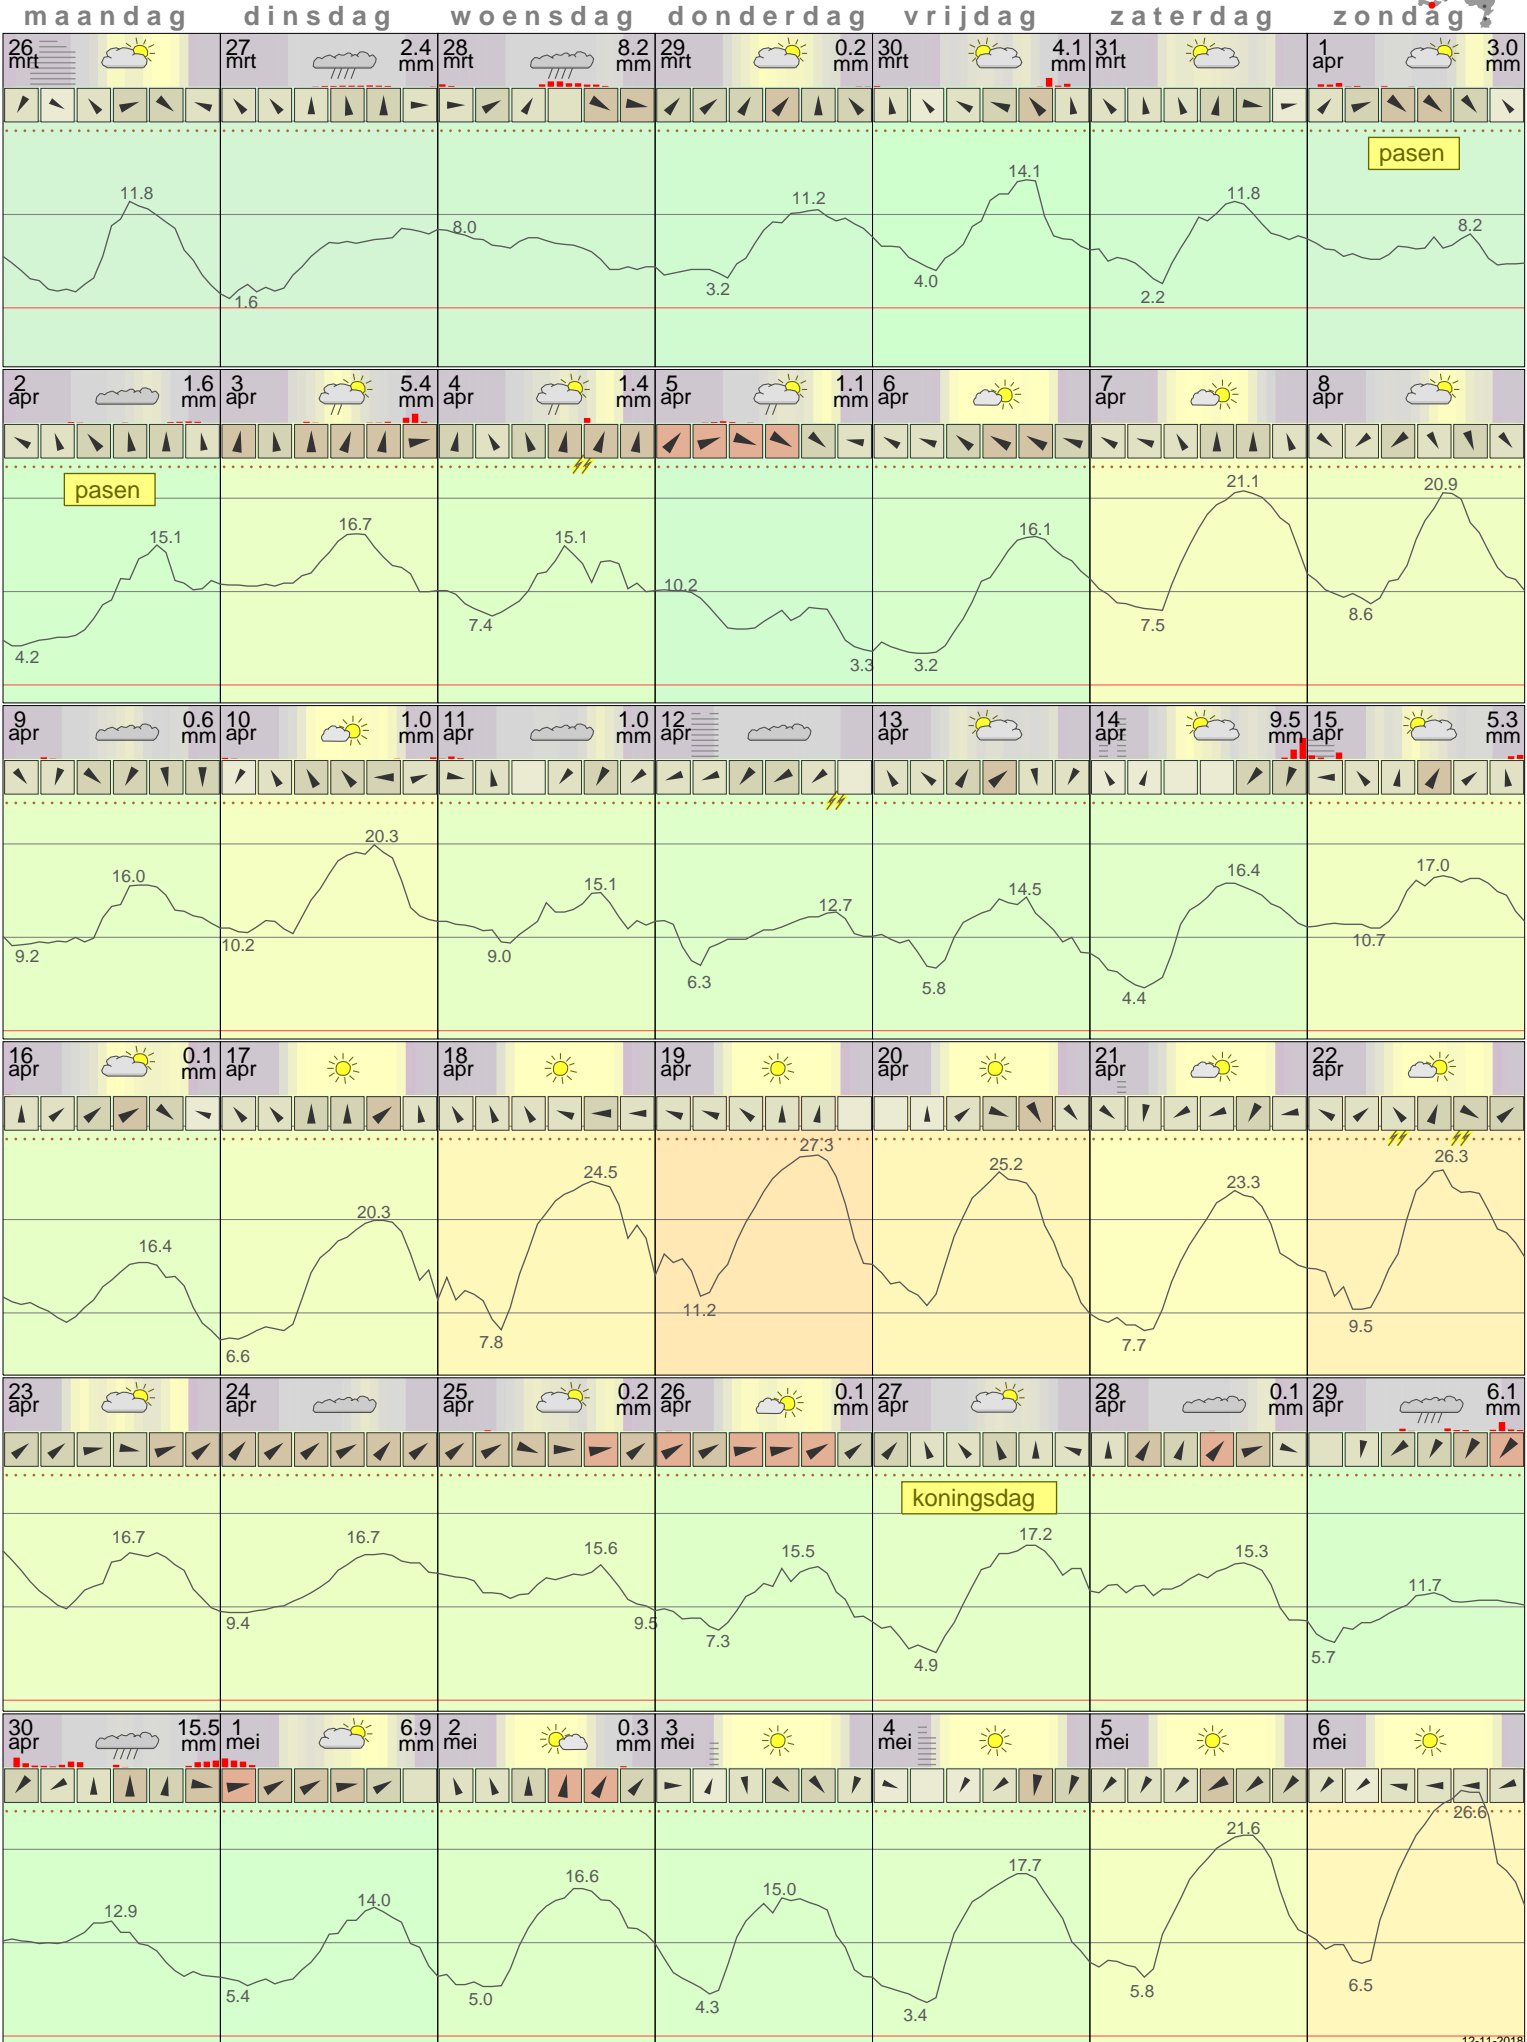 maandag dinsdag woensdag donderdag vrijdag zaterdag zondag
26 27 2.4 28 8.2 29 0.2 30 4.1 31 1 3.0
mrt mrt mm mrt mm mrt mm mrt mm mrt apr mm
pasen
11.8 1.6 8.0 3.2 11.2 4.0 14.1 2.2 11.8 8.2
2 1.6 3 5.4 4 1.4 5 1.1 6 7 8
apr mm apr mm apr mm apr mm apr apr apr
pasen
4.2 15.1 16.7 7.4 15.1 10.2 3.3 3.2 16.1 7.5 21.1 8.6 20.9
9 0.6 10 1.0 11 1.0 12 13 14 9.5 15 5.3
apr mm apr mm apr mm apr apr apr mm apr mm
9.2 16.0 10.2 20.3 9.0 15.1 6.3 12.7 5.8 14.5 4.4 16.4 10.7 17.0
16 0.1 17 18 19 20 21 22
apr mm apr apr apr apr apr apr
16.4 6.6 20.3 7.8 24.5 11.2 27.3 25.2 7.7 23.3 9.5 26.3
23 24 25 0.2 26 0.1 27 28 0.1 29 6.1
apr apr apr mm apr mm apr apr mm apr mm
koningsdag
16.7 9.4 16.7 15.6 9.5 7.3 15.5 4.9 17.2 15.3 5.7 11.7
30 15.5 1 6.9 2 0.3 3 4 5 6
apr mm mei mm mei mm mei mei mei mei
12.9 5.4 14.0 5.0 16.6 4.3 15.0 3.4 17.7 5.8 21.6 6.5 26.6
12-11-2018